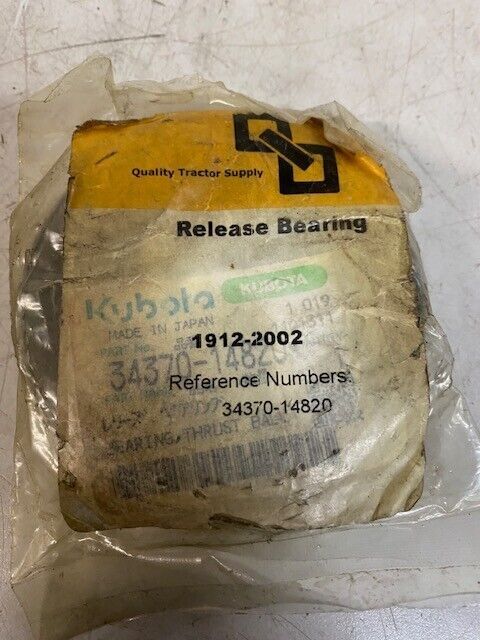 Quality Tractor Supply
Release Bearing
Kubota KUBOTA
MADE IN JAPAN
1912-2002
34370-14820
Reference Numbers:
34370-14820
BEARING,THRUST BALL